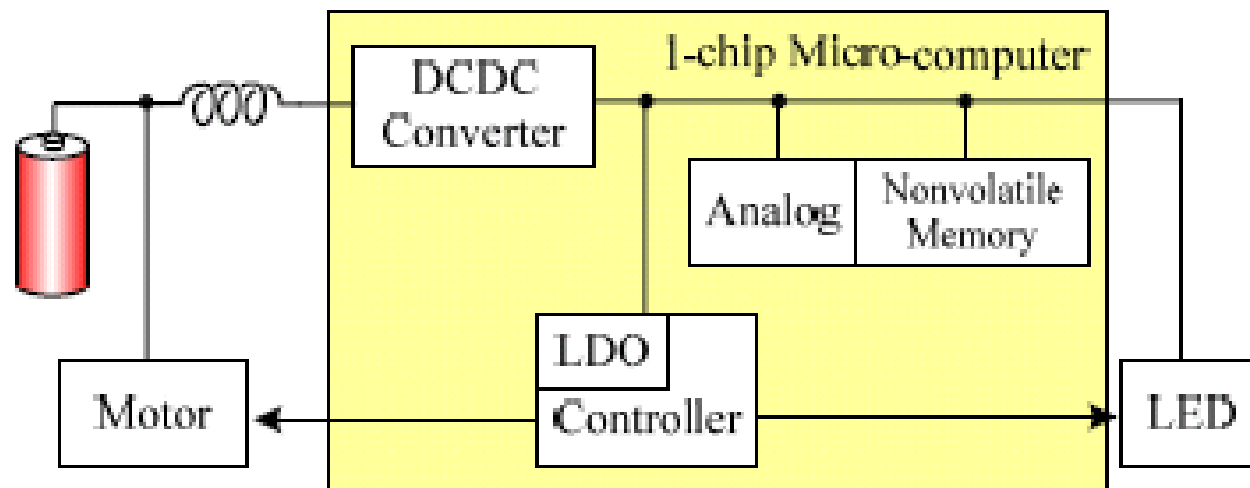 1-chip Micro-computer
DCDC
Converter
Analog
Nonvolatile
Memory
LDO
Controller
Motor
LED